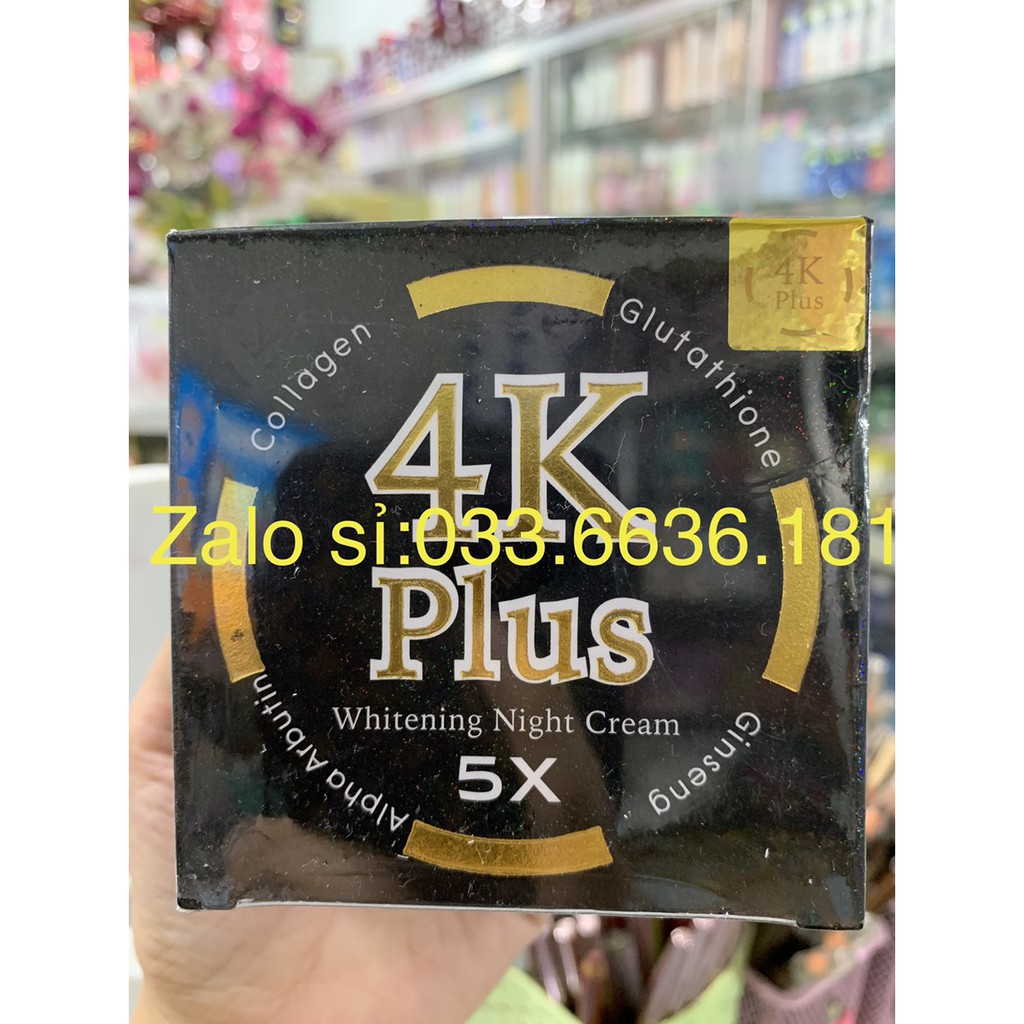 4K
Plus
Collagen
Glutathione
4K
Plus
Zalo sỉ:033.6636.181
Whitening Night Cream
5X
Alpha Arbutin
Ginseng